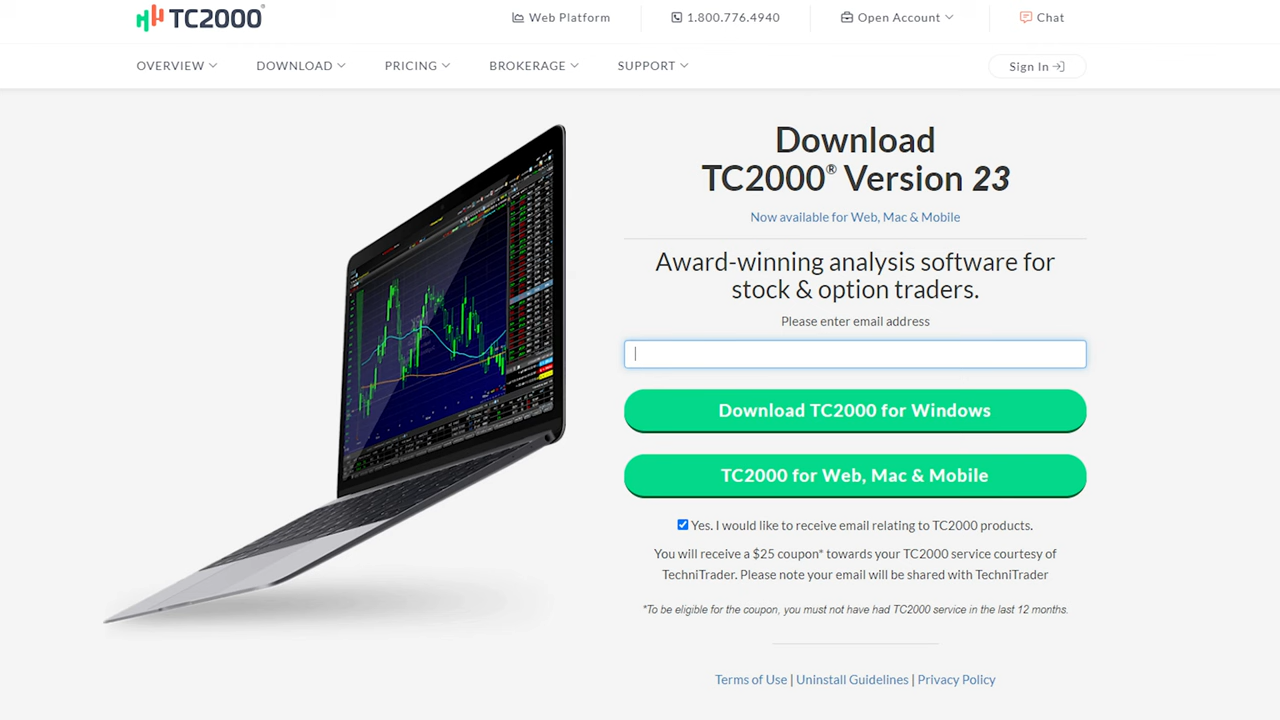 TC2000®
Web Platform
1.800.776.4940
Open Account
Chat
OVERVIEW
DOWNLOAD
PRICING
BROKERAGE
SUPPORT
Sign In
Download
TC2000® Version 23
Now available for Web, Mac & Mobile
Award-winning analysis software for
stock & option traders.
Please enter email address
Download TC2000 for Windows
TC2000 for Web, Mac & Mobile
Yes. I would like to receive email relating to TC2000 products.
You will receive a $25 coupon* towards your TC2000 service courtesy of
TechniTrader. Please note your email will be shared with TechniTrader
*To be eligible for the coupon, you must not have had TC2000 service in the last 12 months.
Terms of Use | Uninstall Guidelines | Privacy Policy